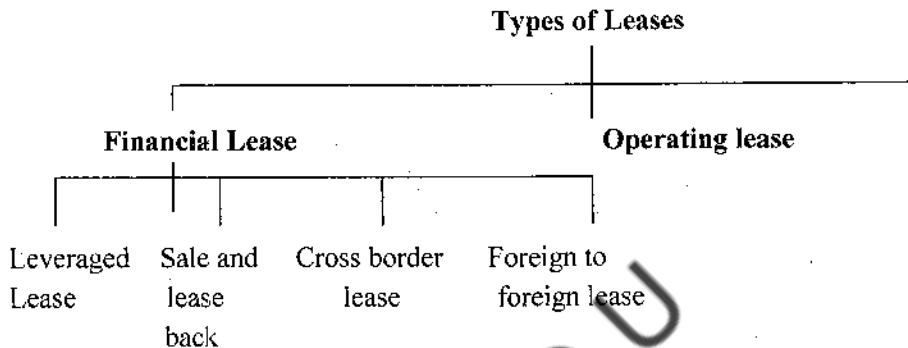 Types of Leases
Financial Lease Operating lease
Leveraged Sale and Cross border Foreign to
Lease lease lease foreign lease
back
U